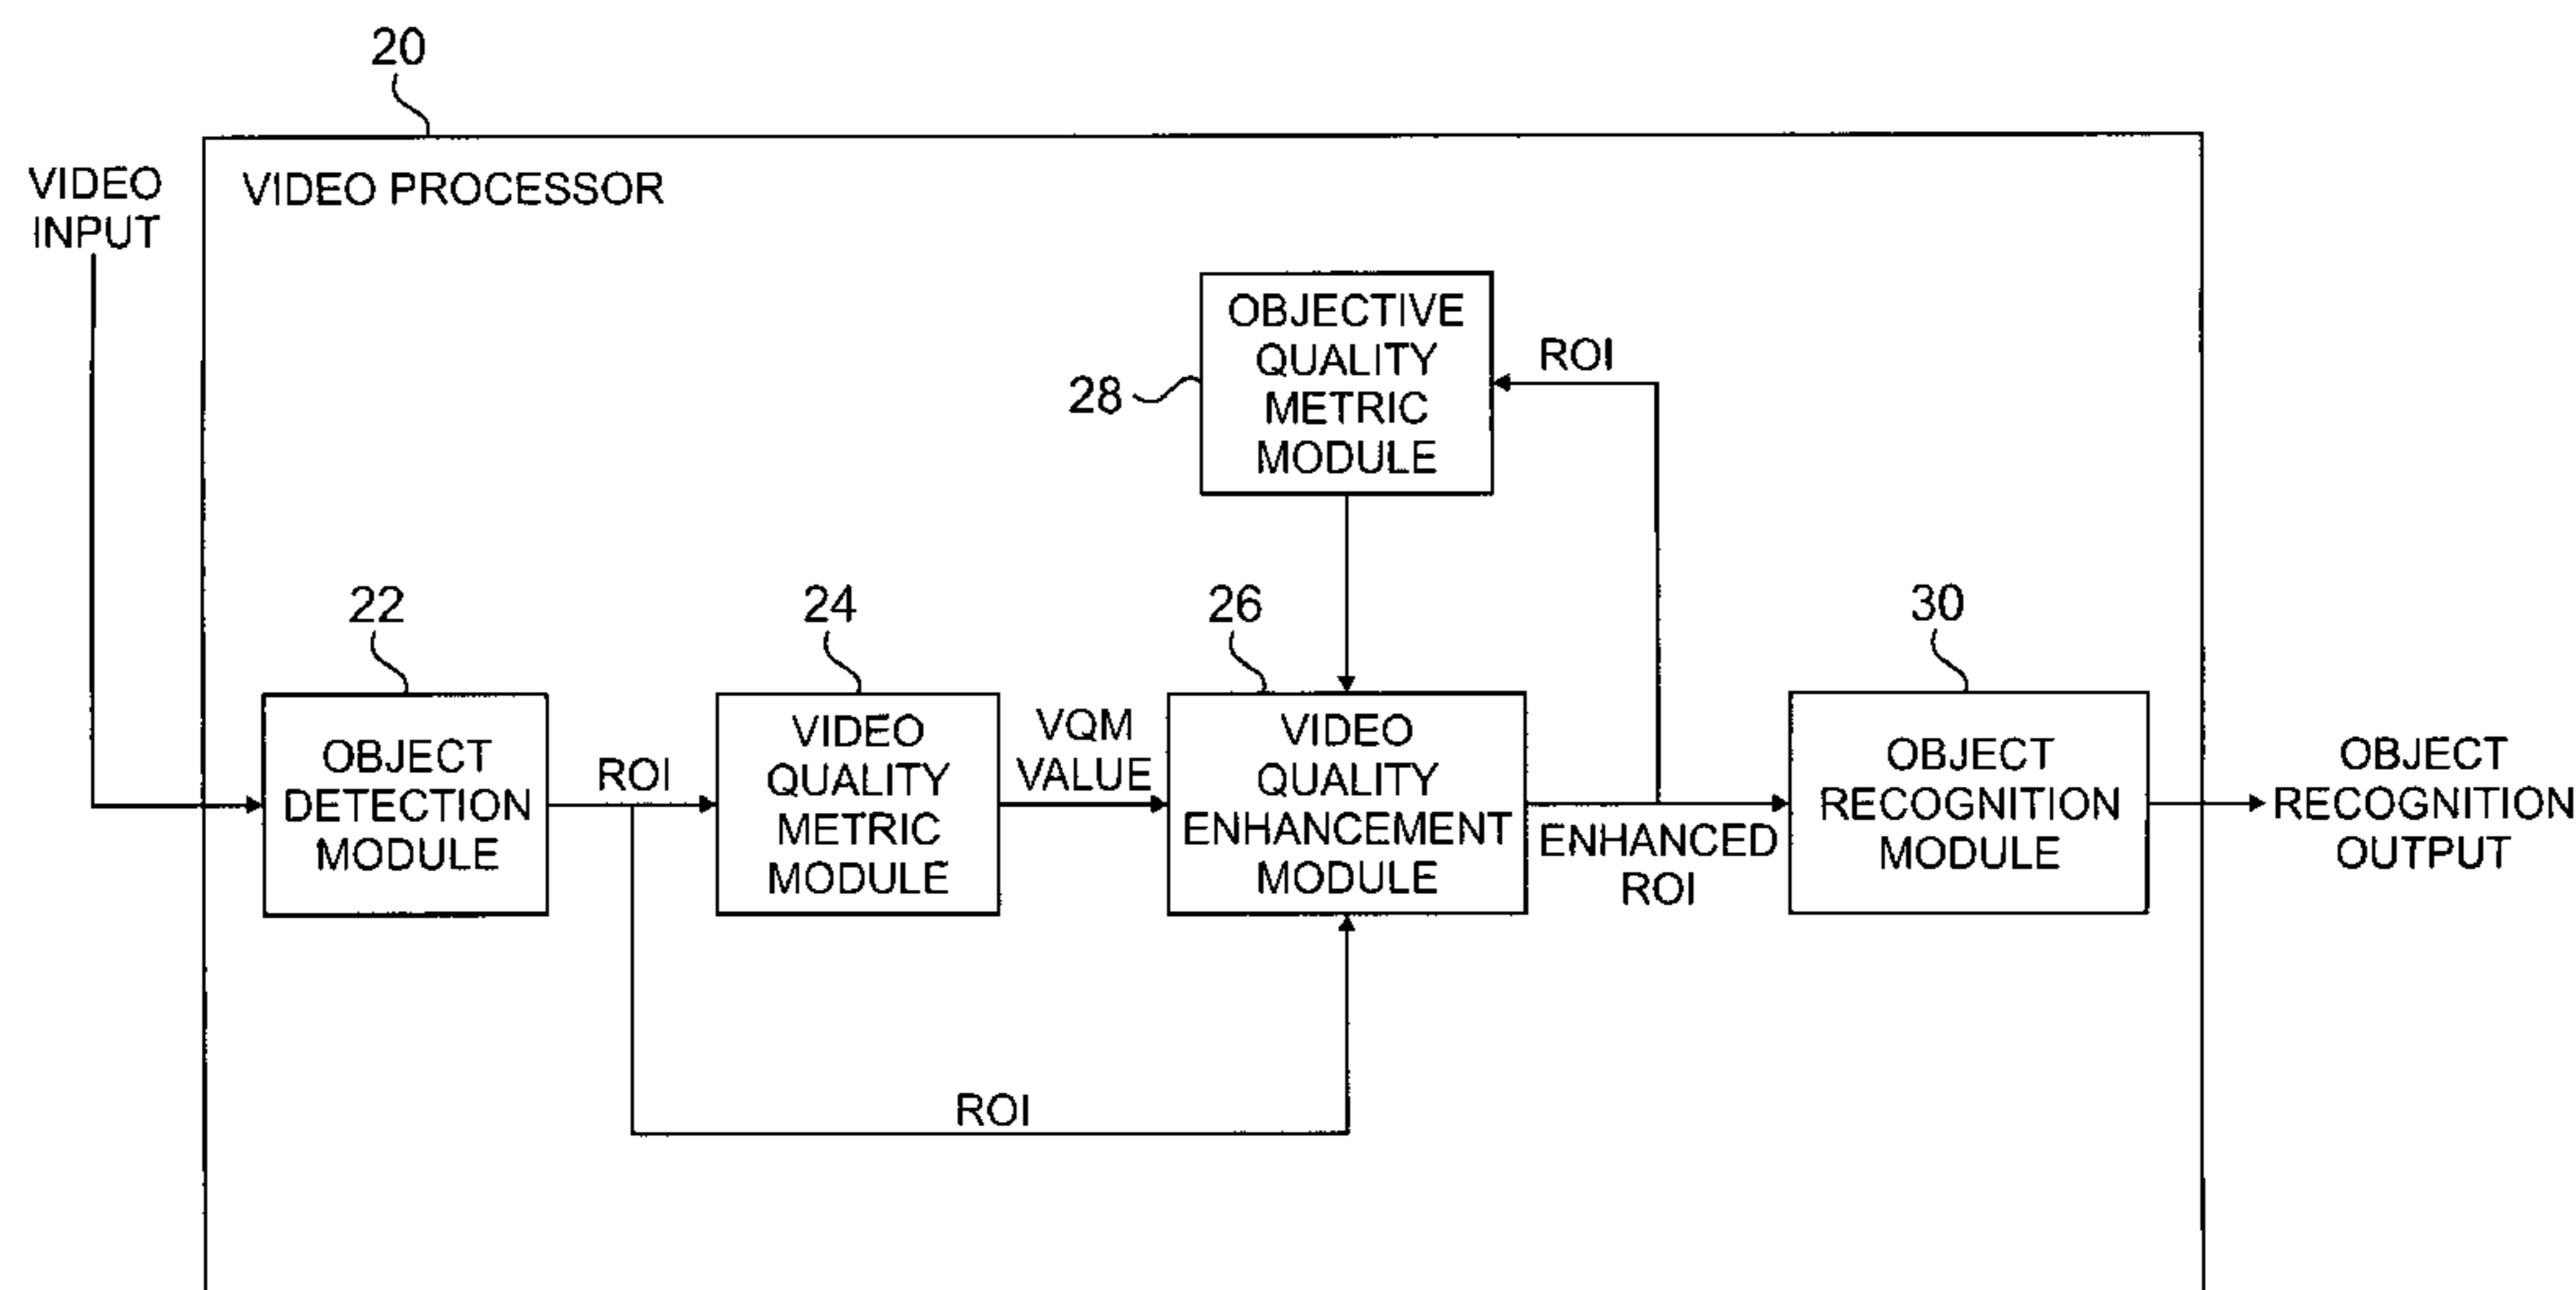 20
VIDEO
INPUT
VIDEO PROCESSOR
OBJECTIVE
QUALITY
METRIC
MODULE
28
ROI
22
24
26
30
OBJECT
DETECTION
MODULE
ROI
VIDEO
QUALITY
METRIC
MODULE
VQM
VALUE
VIDEO
QUALITY
ENHANCEMENT
MODULE
ENHANCED
ROI
OBJECT
RECOGNITION
MODULE
OBJECT
RECOGNITION
OUTPUT
ROI